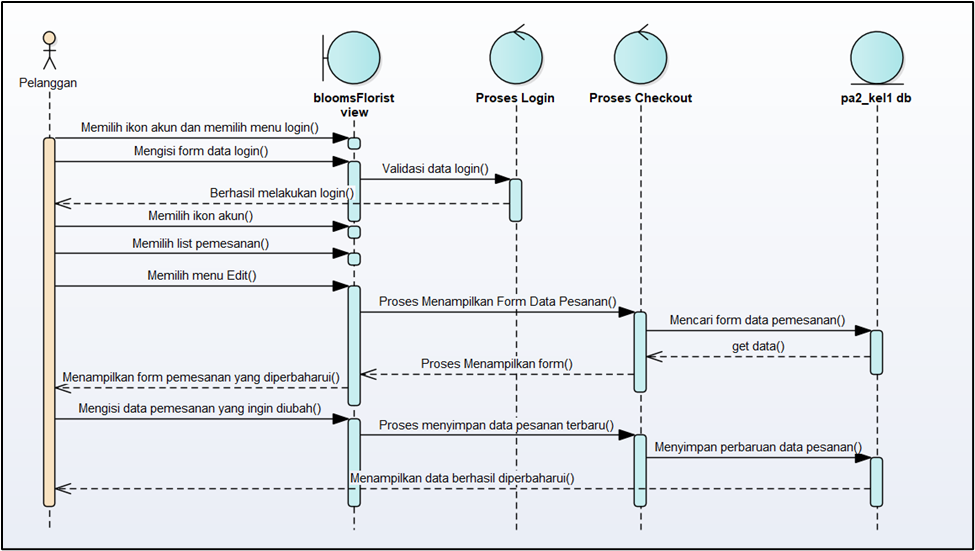 Pelanggan
bloomsFlorist
view
Proses Login
Proses Checkout
pa2_kel1 db
Memilih ikon akun dan memilih menu login()
Mengisi form data login()
Validasi data login()
Berhasil melakukan login()
Memilih ikon akun()
Memilih list pemesanan()
Memilih menu Edit()
Proses Menampilkan Form Data Pesanan()
Mencari form data pemesanan()
get data()
Proses Menampilkan form()
Menampilkan form pemesanan yang diperbaharui()
Mengisi data pemesanan yang ingin diubah()
Proses menyimpan data pesanan terbaru()
Menyimpan perbaruan data pesanan()
Menampilkan data berhasil diperbaharui()